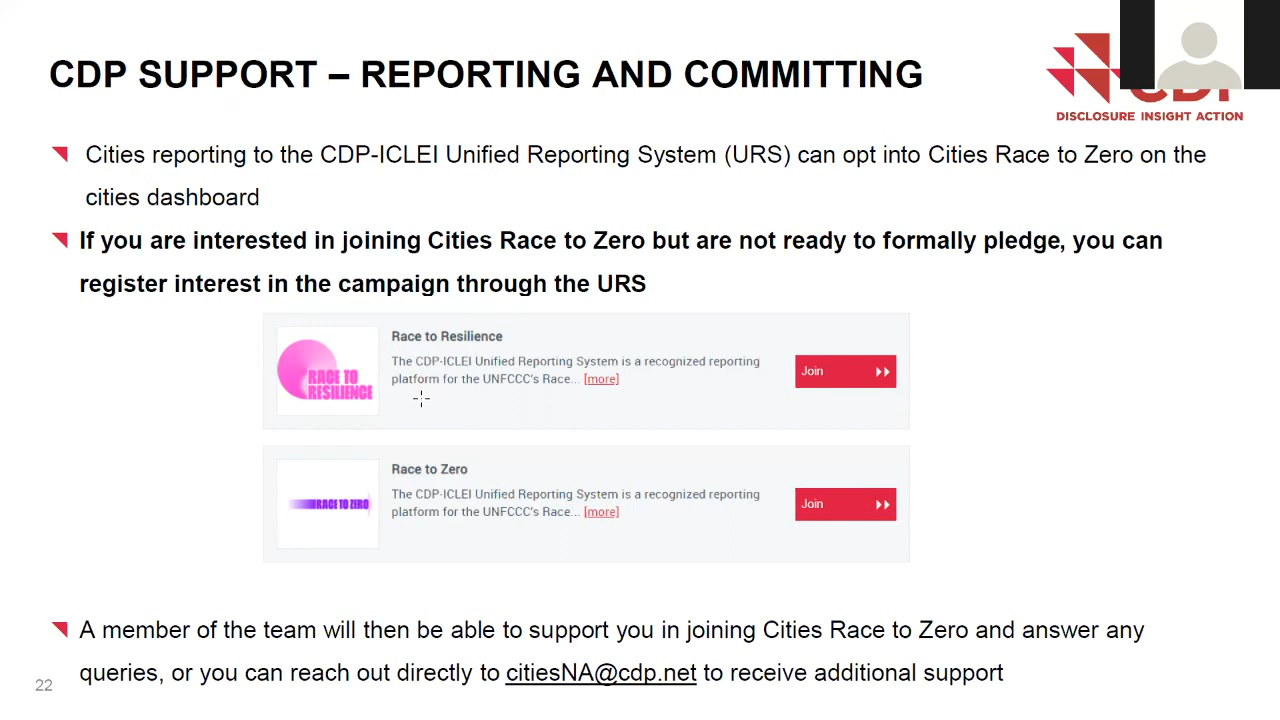 CDP SUPPORT – REPORTING AND COMMITTING
DISCLOSURE INSIGHT ACTION
Cities reporting to the CDP-ICLEI Unified Reporting System (URS) can opt into Cities Race to Zero on the
cities dashboard
If you are interested in joining Cities Race to Zero but are not ready to formally pledge, you can
register interest in the campaign through the URS
RACE TO
RESILIENCE
Race to Resilience
The CDP-ICLEI Unified Reporting System is a recognized reporting
platform for the UNFCCC's Race... [more]
Join
RACE TO ZERO
Race to Zero
The CDP-ICLEI Unified Reporting System is a recognized reporting
platform for the UNFCCC's Race... [more]
Join
A member of the team will then be able to support you in joining Cities Race to Zero and answer any
queries, or you can reach out directly to citiesNA@cdp.net to receive additional support
22